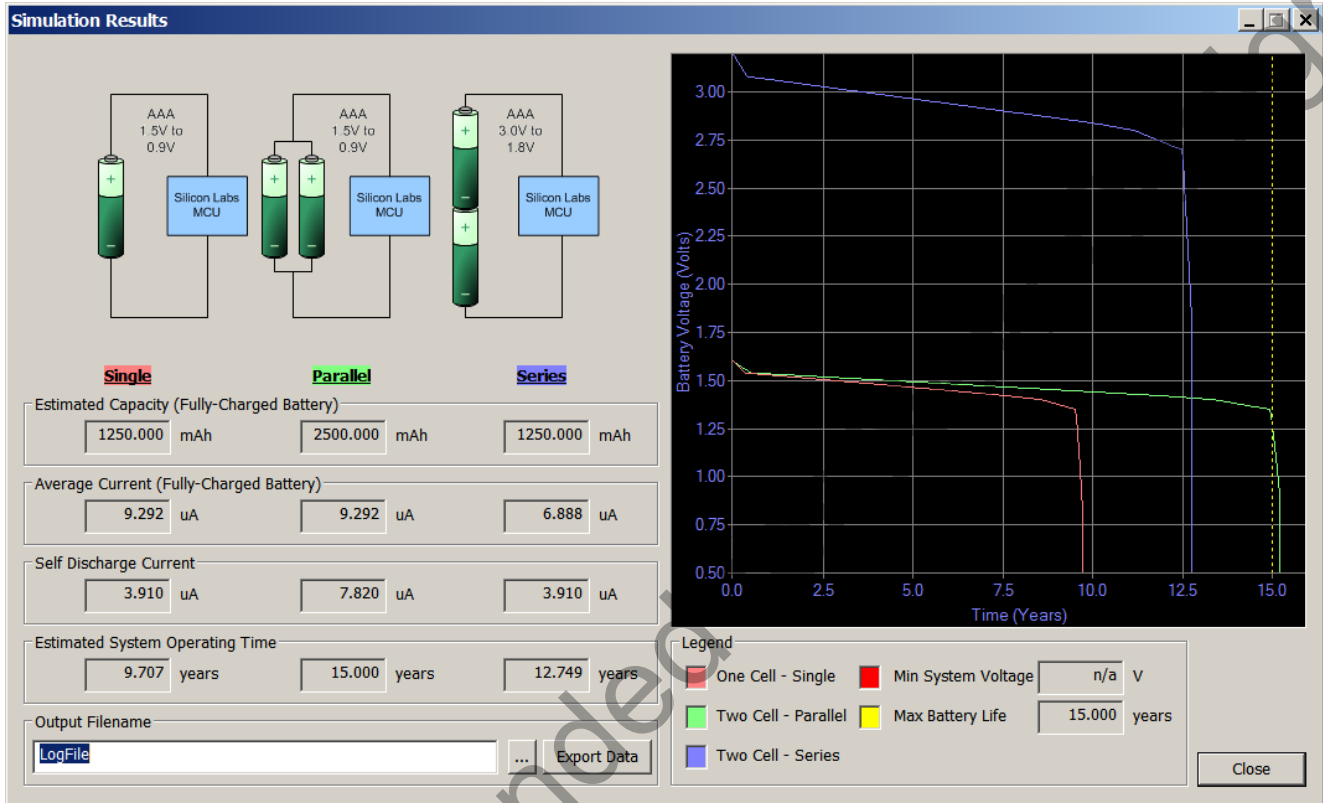 Simulation Results
AAA
1.5V to
0.9V
+
Silicon Labs
MCU
−
AAA
1.5V to
0.9V
+ +
Silicon Labs
MCU
− −
AAA
3.0V to
1.8V
+
Silicon Labs
MCU
+
−
Single Parallel Series
Estimated Capacity (Fully-Charged Battery)
1250.000 mAh 2500.000 mAh 1250.000 mAh
Average Current (Fully-Charged Battery)
9.292 uA 9.292 uA 6.888 uA
Self Discharge Current
3.910 uA 7.820 uA 3.910 uA
Estimated System Operating Time
9.707 years 15.000 years 12.749 years
Output Filename
LogFile ... Export Data
Battery Voltage (Volts)
3.00
2.75
2.50
2.25
2.00
1.75
1.50
1.25
1.00
0.75
0.50
0.0 2.5 5.0 7.5 10.0 12.5 15.0
Time (Years)
Legend
One Cell - Single Min System Voltage n/a V
Two Cell - Parallel Max Battery Life 15.000 years
Two Cell - Series
Close